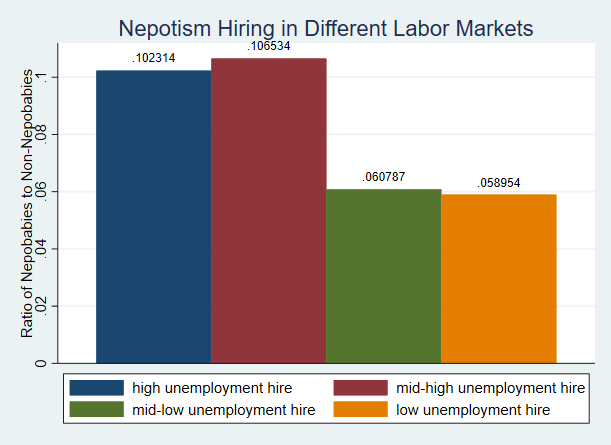 Nepotism Hiring in Different Labor Markets
Ratio of Nepobabies to Non-Nepobabies
.1
.08
.06
.04
.02
0
.102314
.106534
.060787
.058954
high unemployment hire
mid-high unemployment hire
mid-low unemployment hire
low unemployment hire